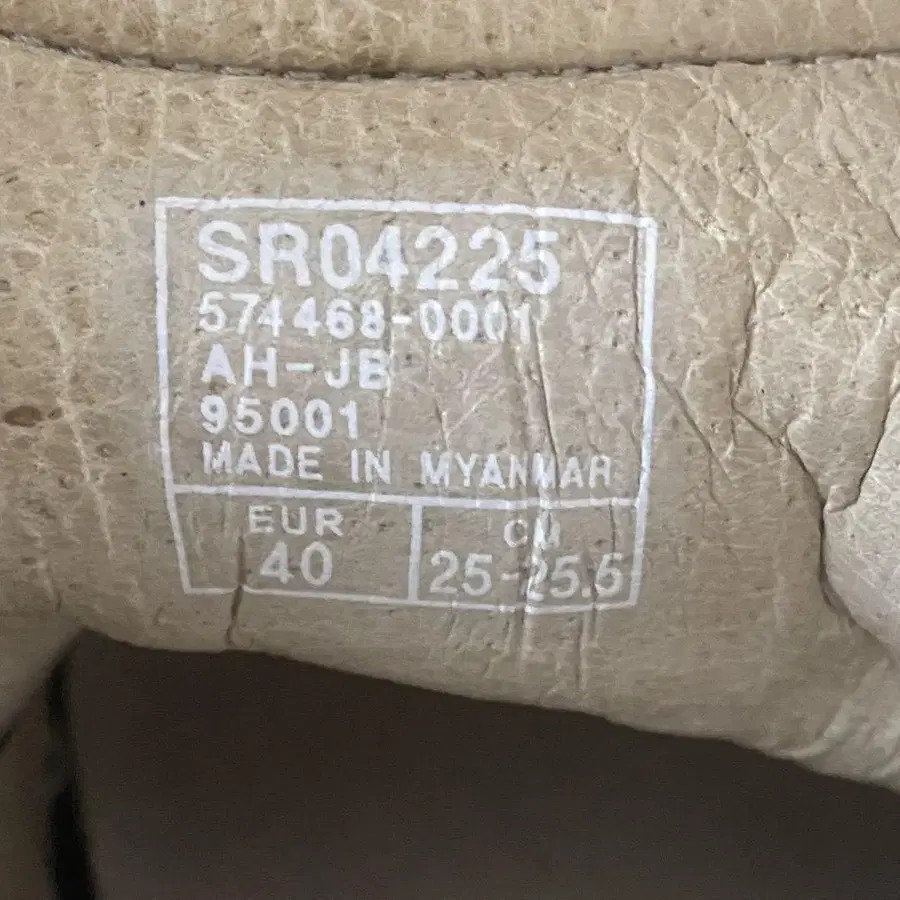 SR04225
574468-0001
AH-JB
95001
MADE IN MYANMAR
EUR CM
40 25-25.5